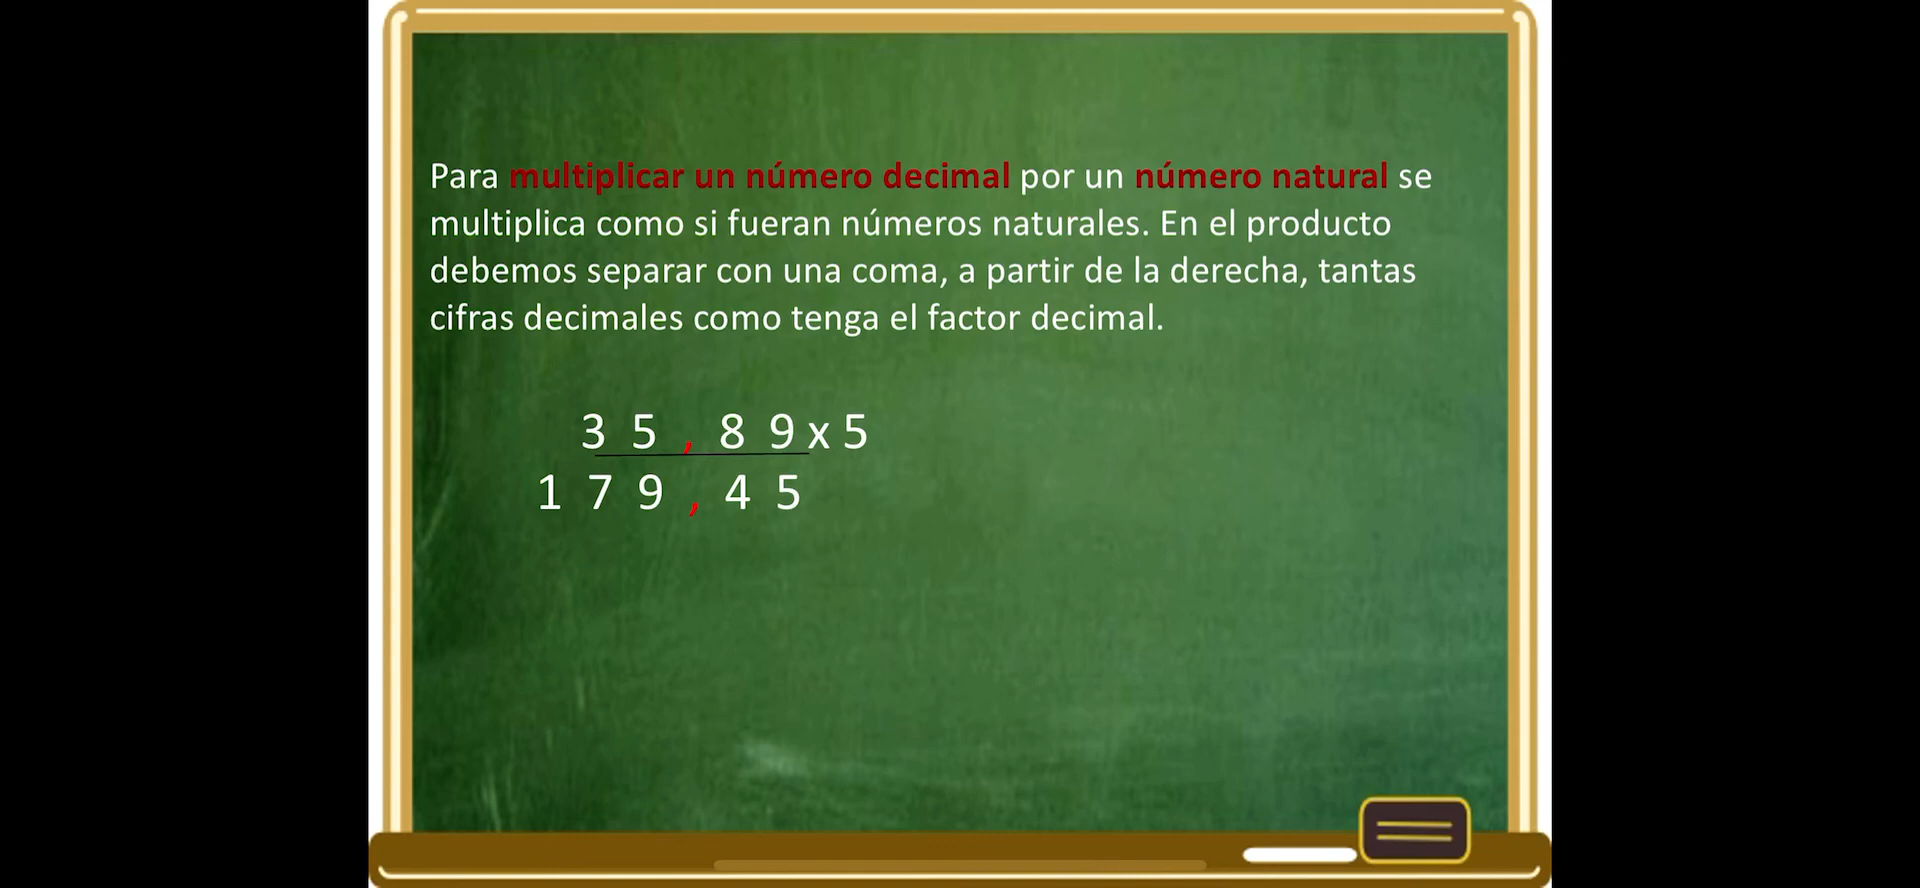 Para multiplicar un número decimal por un número natural se
multiplica como si fueran números naturales. En el producto
debemos separar con una coma, a partir de la derecha, tantas
cifras decimales como tenga el factor decimal.
3 5 , 8 9 x 5
1 7 9 , 4 5